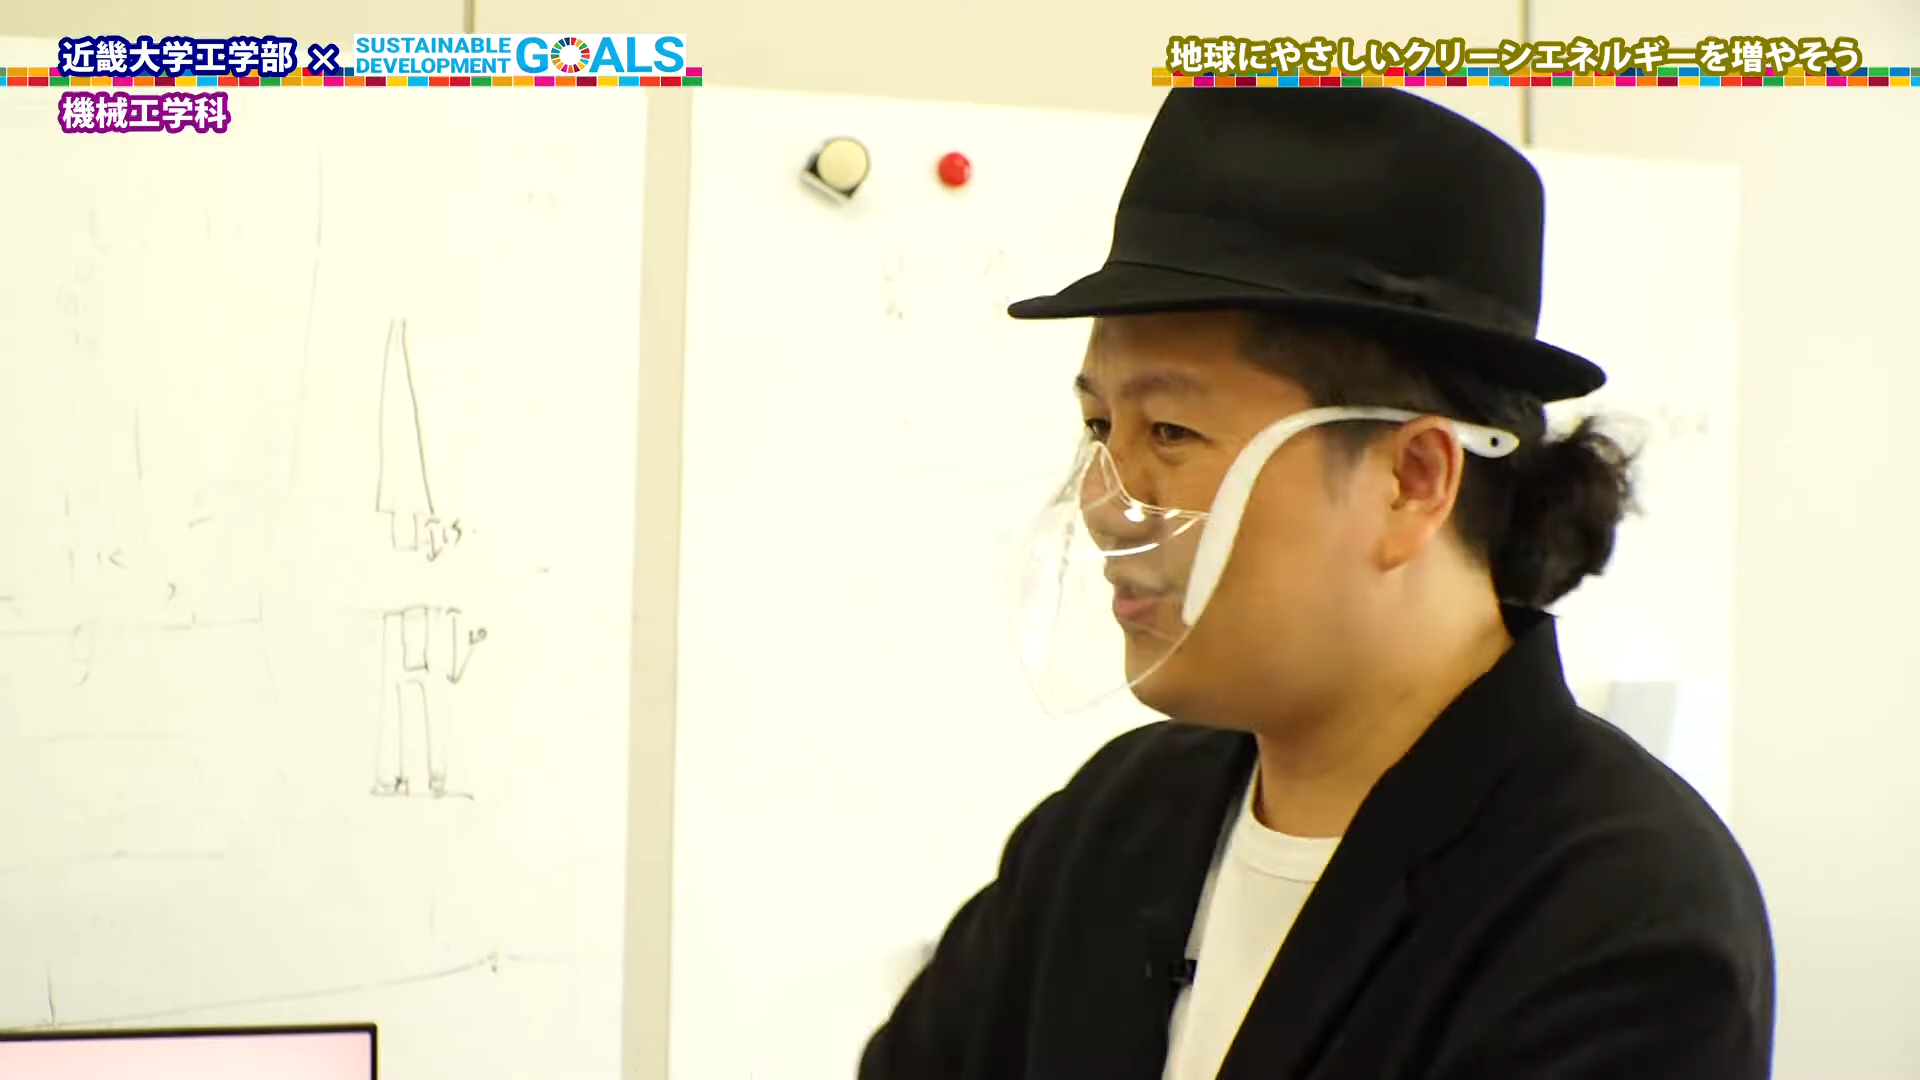 近畿大学工学部 × SUSTAINABLE DEVELOPMENT GOALS
機械工学科
地球にやさしいクリーンエネルギーを増やそう